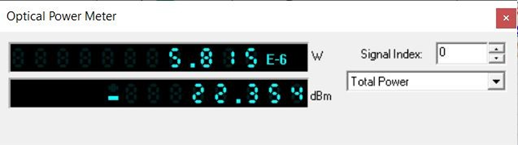 Optical Power Meter
5.815 E-6 W
Signal Index: 0
- 22.354 dBm
Total Power